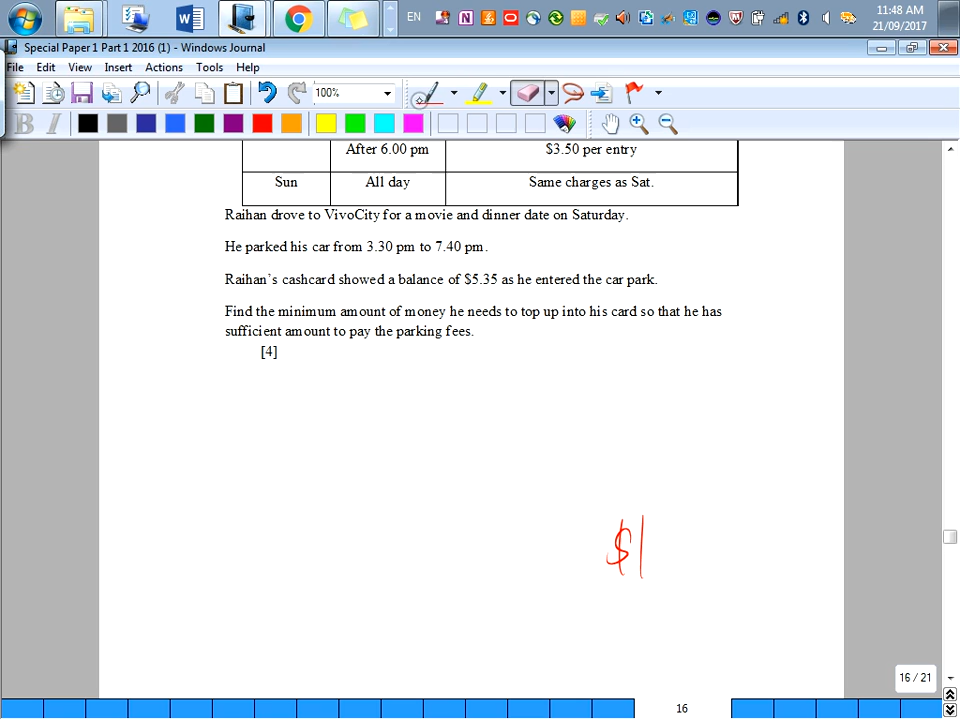 EN
11:48 AM
21/09/2017
Special Paper 1 Part 1 2016 (1) - Windows Journal
File Edit View Insert Actions Tools Help
100%
B I
After 6.00 pm $3.50 per entry
Sun All day Same charges as Sat.
Raihan drove to VivoCity for a movie and dinner date on Saturday.
He parked his car from 3.30 pm to 7.40 pm.
Raihan's cashcard showed a balance of $5.35 as he entered the car park.
Find the minimum amount of money he needs to top up into his card so that he has
sufficient amount to pay the parking fees.
[4]
$1
16 / 21
16